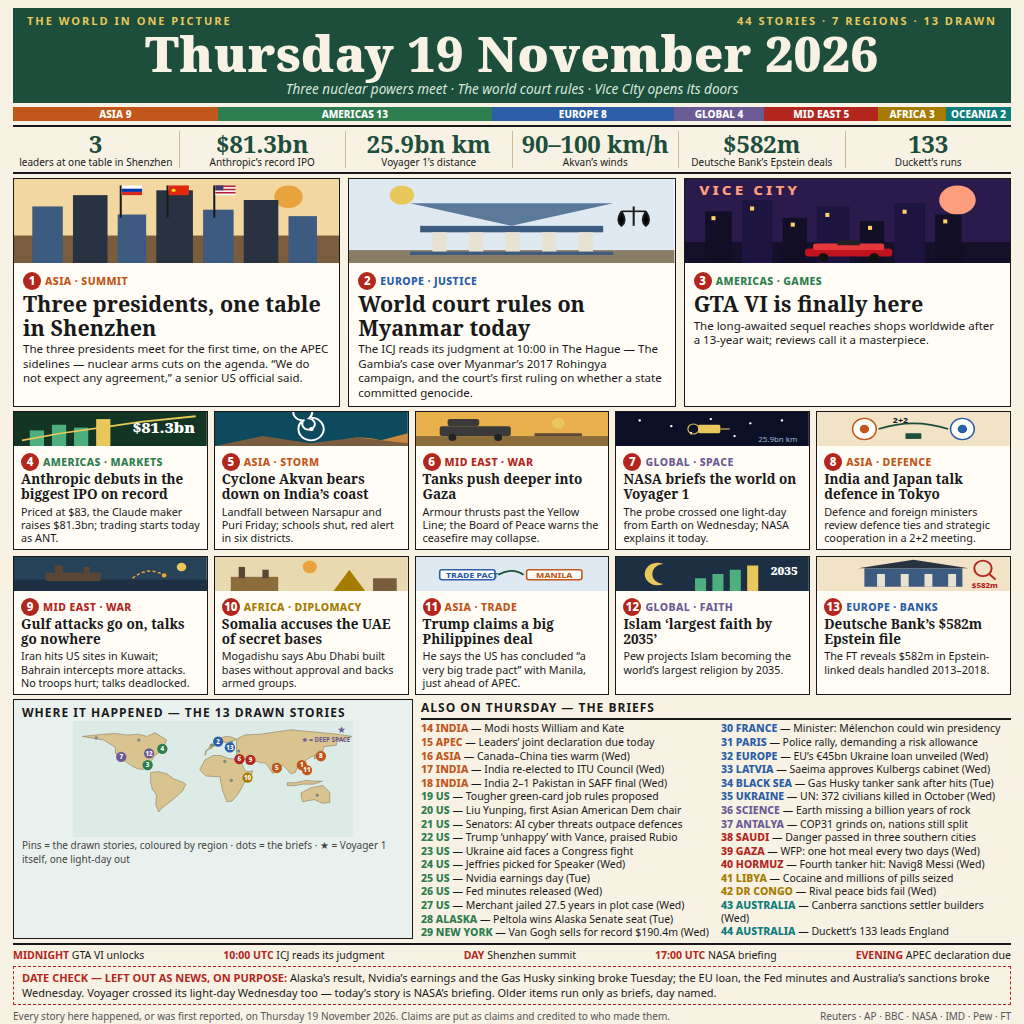 THE WORLD IN ONE PICTURE
44 STORIES · 7 REGIONS · 13 DRAWN
Thursday 19 November 2026
Three nuclear powers meet · The world court rules · Vice City opens its doors
ASIA 9
AMERICAS 13
EUROPE 8
GLOBAL 4
MID EAST 5
AFRICA 3
OCEANIA 2
3
leaders at one table in Shenzhen
$81.3bn
Anthropic's record IPO
25.9bn km
Voyager 1's distance
90–100 km/h
Akvan's winds
$582m
Deutsche Bank's Epstein deals
133
Duckett's runs
1 ASIA · SUMMIT
Three presidents, one table
in Shenzhen
The three presidents meet for the first time, on the APEC
sidelines — nuclear arms cuts on the agenda. “We do
not expect any agreement,” a senior US official said.
2 EUROPE · JUSTICE
World court rules on
Myanmar today
The ICJ reads its judgment at 10:00 in The Hague — The
Gambia’s case over Myanmar’s 2017 Rohingya
campaign, and the court’s first ruling on whether a state
committed genocide.
VICE CITY
3 AMERICAS · GAMES
GTA VI is finally here
The long-awaited sequel reaches shops worldwide after
a 13-year wait; reviews call it a masterpiece.
$81.3bn
4 AMERICAS · MARKETS
Anthropic debuts in the
biggest IPO on record
Priced at $83, the Claude maker
raises $81.3bn; trading starts today
as ANT.
5 ASIA · STORM
Cyclone Akvan bears
down on India’s coast
Landfall between Narsapur and
Puri Friday; schools shut, red alert
in six districts.
6 MID EAST · WAR
Tanks push deeper into
Gaza
Armour thrusts past the Yellow
Line; the Board of Peace warns the
ceasefire may collapse.
25.9bn km
7 GLOBAL · SPACE
NASA briefs the world on
Voyager 1
The probe crossed one light-day
from Earth on Wednesday; NASA
explains it today.
2+2
8 ASIA · DEFENCE
India and Japan talk
defence in Tokyo
Defence and foreign ministers
review defence ties and strategic
cooperation in a 2+2 meeting.
9 MID EAST · WAR
Gulf attacks go on, talks
go nowhere
Iran hits US sites in Kuwait;
Bahrain intercepts more attacks.
No troops hurt; talks deadlocked.
10 AFRICA · DIPLOMACY
Somalia accuses the UAE
of secret bases
Mogadishu says Abu Dhabi built
bases without approval and backs
armed groups.
TRADE PACT
MANILA
11 ASIA · TRADE
Trump claims a big
Philippines deal
He says the US has concluded “a
very big trade pact” with Manila,
just ahead of APEC.
2035
12 GLOBAL · FAITH
Islam ‘largest faith by
2035’
Pew projects Islam becoming the
world’s largest religion by 2035.
$582m
13 EUROPE · BANKS
Deutsche Bank’s $582m
Epstein file
The FT reveals $582m in Epstein-
linked deals handled 2013–2018.
WHERE IT HAPPENED — THE 13 DRAWN STORIES
★
★ = DEEP SPACE
7
12
4
3
2
13
6
9
10
5
1
11
8
Pins = the drawn stories, coloured by region · dots = the briefs · ★ = Voyager 1
itself, one light-day out
ALSO ON THURSDAY — THE BRIEFS
14 INDIA — Modi hosts William and Kate
15 APEC — Leaders’ joint declaration due today
16 ASIA — Canada–China ties warm (Wed)
17 INDIA — India re-elected to ITU Council (Wed)
18 INDIA — India 2–1 Pakistan in SAFF final (Wed)
19 US — Tougher green-card job rules proposed
20 US — Liu Yunping, first Asian American Dem chair
21 US — Senators: AI cyber threats outpace defences
22 US — Trump ‘unhappy’ with Vance, praised Rubio
23 US — Ukraine aid faces a Congress fight
24 US — Jeffries picked for Speaker (Wed)
25 US — Nvidia earnings day (Tue)
26 US — Fed minutes released (Wed)
27 US — Merchant jailed 27.5 years in plot case (Wed)
28 ALASKA — Peltola wins Alaska Senate seat (Tue)
29 NEW YORK — Van Gogh sells for record $190.4m (Wed)
30 FRANCE — Minister: Mélenchon could win presidency
31 PARIS — Police rally, demanding a risk allowance
32 EUROPE — EU’s €45bn Ukraine loan unveiled (Wed)
33 LATVIA — Saeima approves Kulbergs cabinet (Wed)
34 BLACK SEA — Gas Husky tanker sank after hits (Tue)
35 UKRAINE — UN: 372 civilians killed in October (Wed)
36 SCIENCE — Earth missing a billion years of rock
37 ANTALYA — COP31 grinds on, nations still split
38 SAUDI — Danger passed in three southern cities
39 GAZA — WFP: one hot meal every two days (Wed)
40 HORMUZ — Fourth tanker hit: Navig8 Messi (Wed)
41 LIBYA — Cocaine and millions of pills seized
42 DR CONGO — Rival peace bids fail (Wed)
43 AUSTRALIA — Canberra sanctions settler builders
(Wed)
44 AUSTRALIA — Duckett’s 133 leads England
MIDNIGHT GTA VI unlocks
10:00 UTC ICJ reads its judgment
DAY Shenzhen summit
17:00 UTC NASA briefing
EVENING APEC declaration due
DATE CHECK — LEFT OUT AS NEWS, ON PURPOSE: Alaska’s result, Nvidia’s earnings and the Gas Husky sinking broke Tuesday; the EU loan, the Fed minutes and Australia’s sanctions broke
Wednesday. Voyager crossed its light-day Wednesday too — today’s story is NASA’s briefing. Older items run only as briefs, day named.
Every story here happened, or was first reported, on Thursday 19 November 2026. Claims are put as claims and credited to who made them.
Reuters · AP · BBC · NASA · IMD · Pew · FT